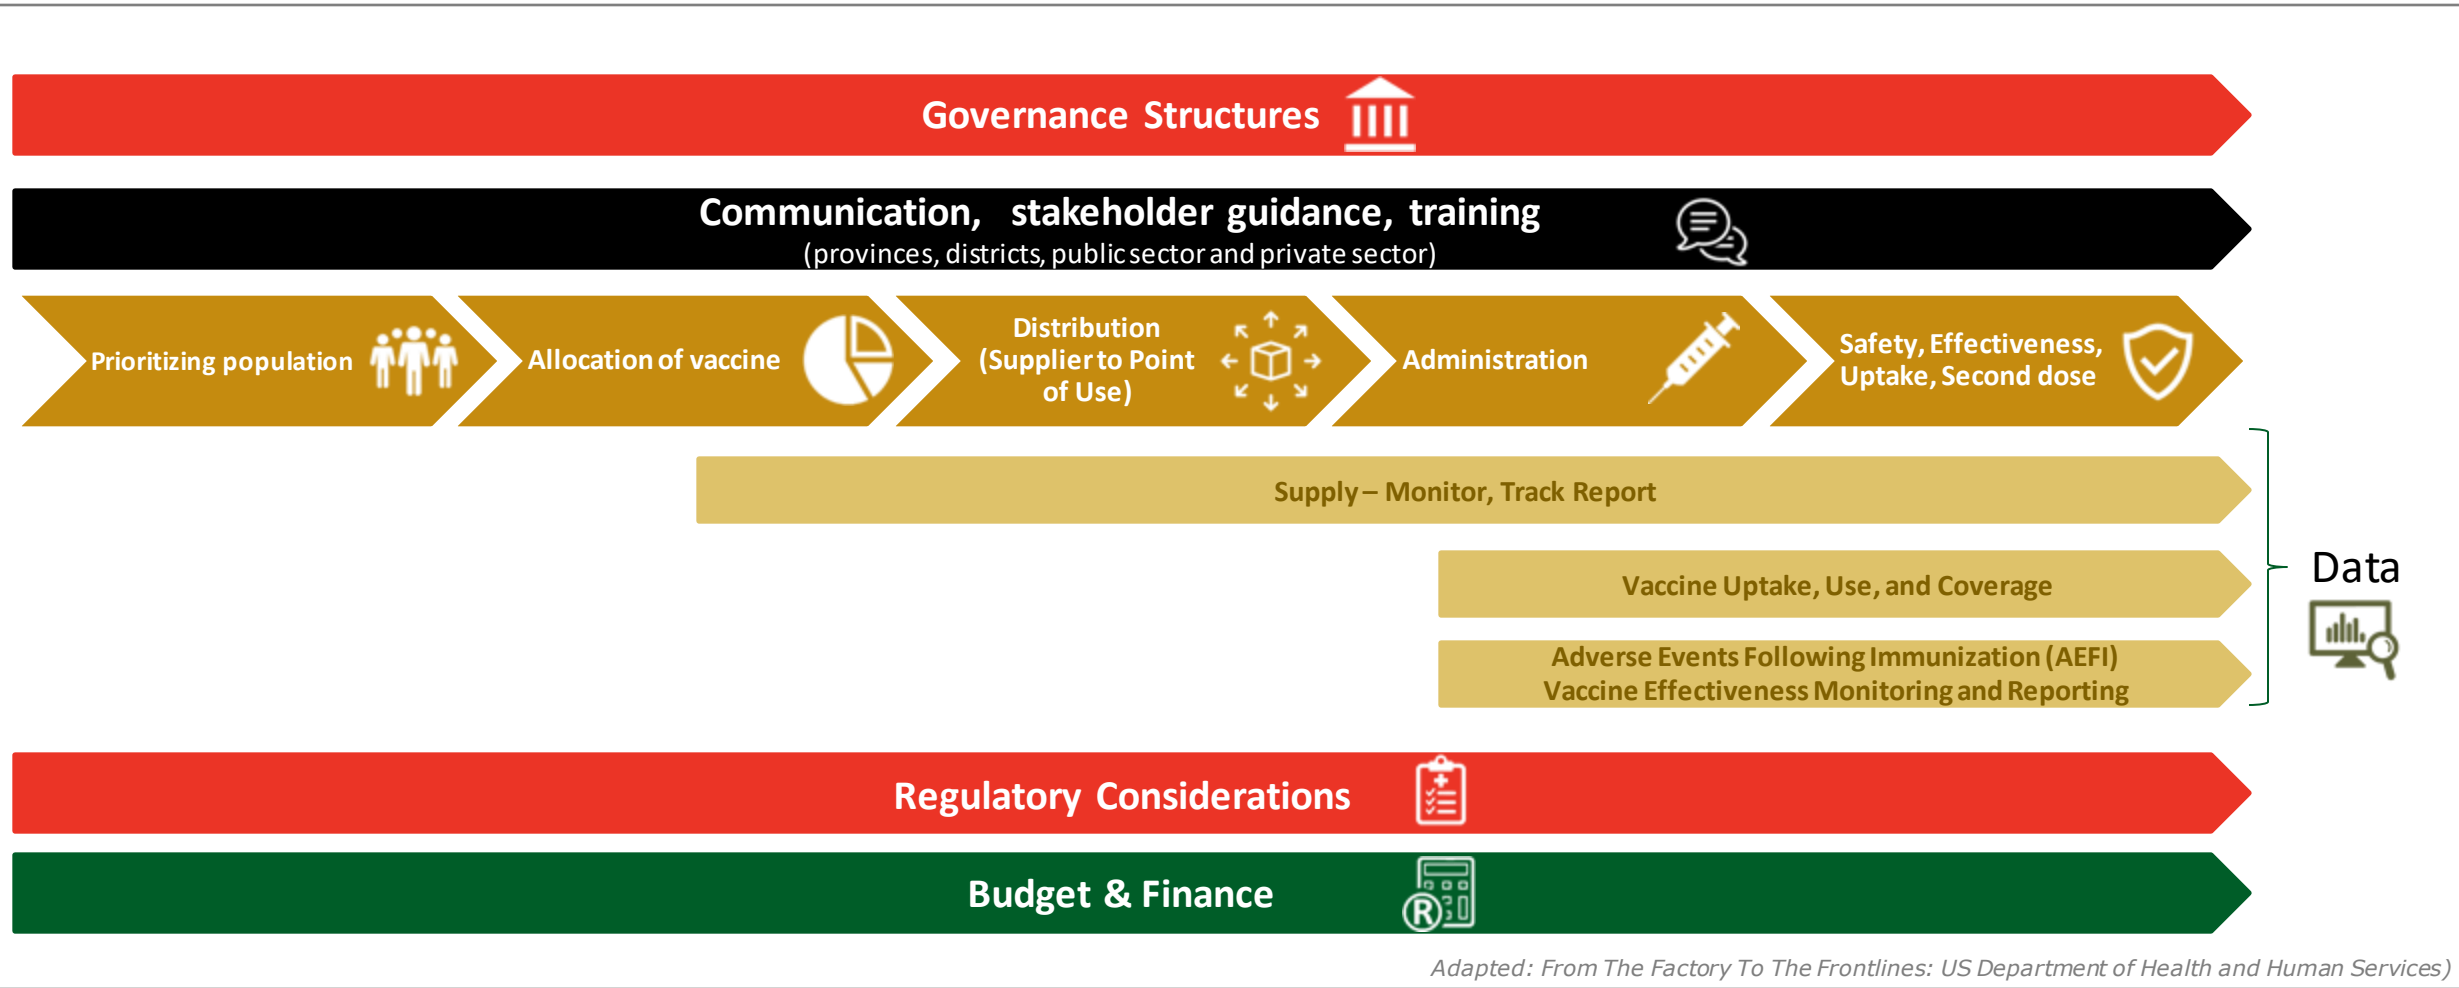 Governance Structures
Communication, stakeholder guidance, training
(provinces, districts, public sector and private sector)
Prioritizing population
Allocation of vaccine
Distribution
(Supplier to Point
of Use)
Administration
Safety, Effectiveness,
Uptake, Second dose
Supply – Monitor, Track Report
Vaccine Uptake, Use, and Coverage
Adverse Events Following Immunization (AEFI)
Vaccine Effectiveness Monitoring and Reporting
Data
Regulatory Considerations
Budget & Finance
R
Adapted: From The Factory To The Frontlines: US Department of Health and Human Services)